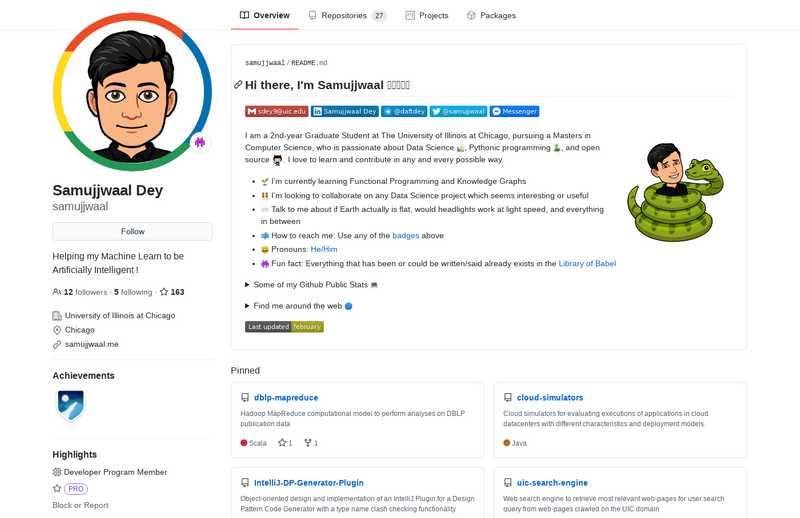 Overview
Repositories 27
Projects
Packages
Samujjwaal Dey
samujjwaal
Follow
Helping my Machine Learn to be
Artificially Intelligent !
12 followers · 5 following · 163
University of Illinois at Chicago
Chicago
samujjwaal.me
Achievements
Highlights
Developer Program Member
PRO
Block or Report
samujjwaal / README.md
Hi there, I'm Samujjwaal
sdey9@uic.edu
Samujjwaal Dey
@daftdey
@samujjwaal
Messenger
I am a 2nd-year Graduate Student at The University of Illinois at Chicago, pursuing a Masters in
Computer Science, who is passionate about Data Science , Pythonic programming , and open
source . I love to learn and contribute in any and every possible way.
• I'm currently learning Functional Programming and Knowledge Graphs
• I'm looking to collaborate on any Data Science project which seems interesting or useful
• Talk to me about if Earth actually is flat, would headlights work at light speed, and everything
in between
• How to reach me: Use any of the badges above
• Pronouns: He/Him
• Fun fact: Everything that has been or could be written/said already exists in the Library of Babel
Some of my Github Public Stats
Find me around the web
Last updated february
Pinned
dblp-mapreduce
Hadoop MapReduce computational model to perform analyses on DBLP
publication data
Scala 1 1
cloud-simulators
Cloud simulators for evaluating executions of applications in cloud
datacenters with different characteristics and deployment models.
Java
IntelliJ-DP-Generator-Plugin
Object-oriented design and implementation of an IntelliJ Plugin for a Design
Pattern Code Generator with a type name clash checking functionality
uic-search-engine
Web search engine to retrieve most relevant web-pages for user search
query from web-pages crawled on the UIC domain